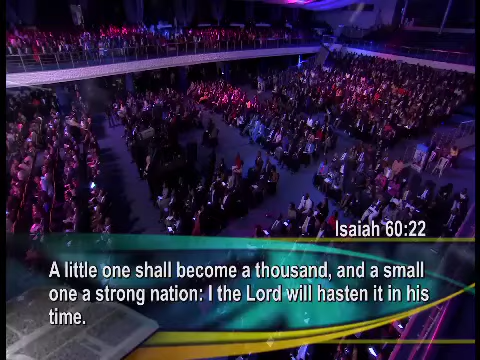 Isaiah 60:22
A little one shall become a thousand, and a small
one a strong nation: I the Lord will hasten it in his
time.